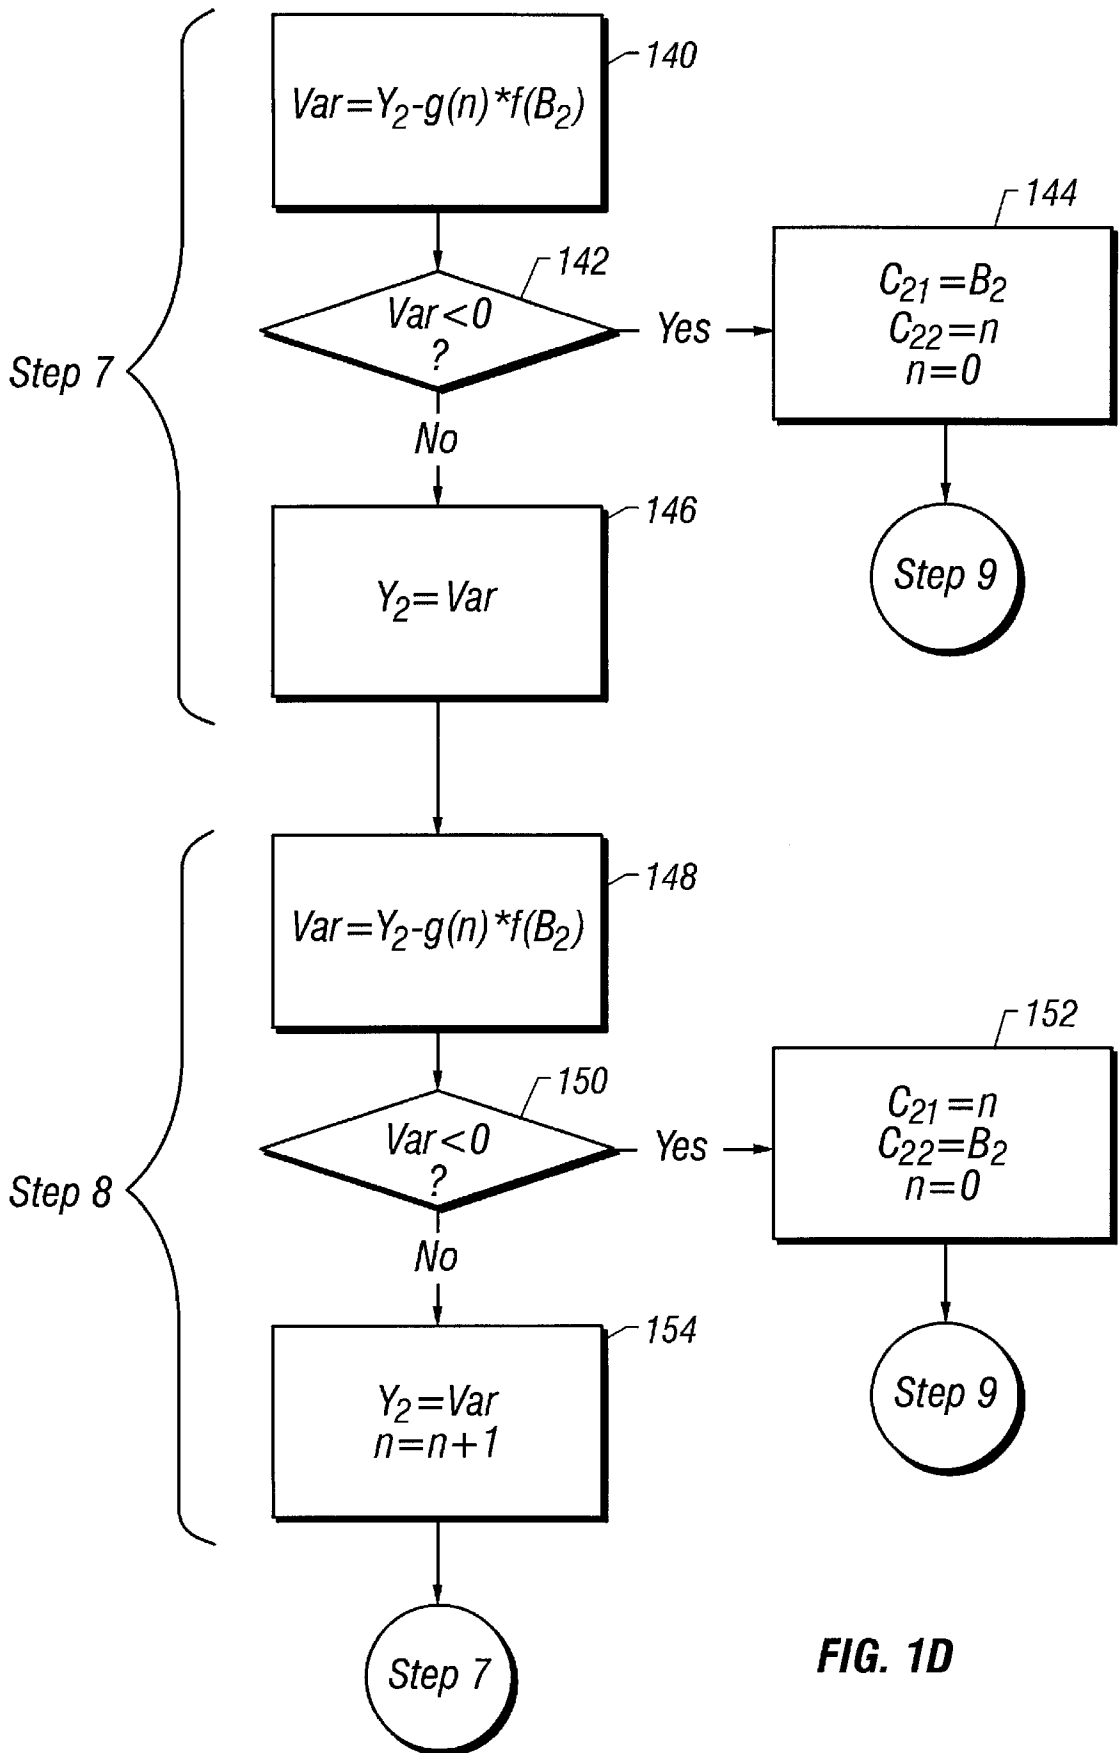 140
Var=Y2-g(n)*f(B2)
142
144
Var<0
?
Yes
C21=B2
C22=n
n=0
Step 7
No
146
Y2=Var
Step 9
148
Var=Y2-g(n)*f(B2)
150
152
Var<0
?
Yes
C21=n
C22=B2
n=0
Step 8
No
154
Y2=Var
n=n+1
Step 9
Step 7
FIG. 1D